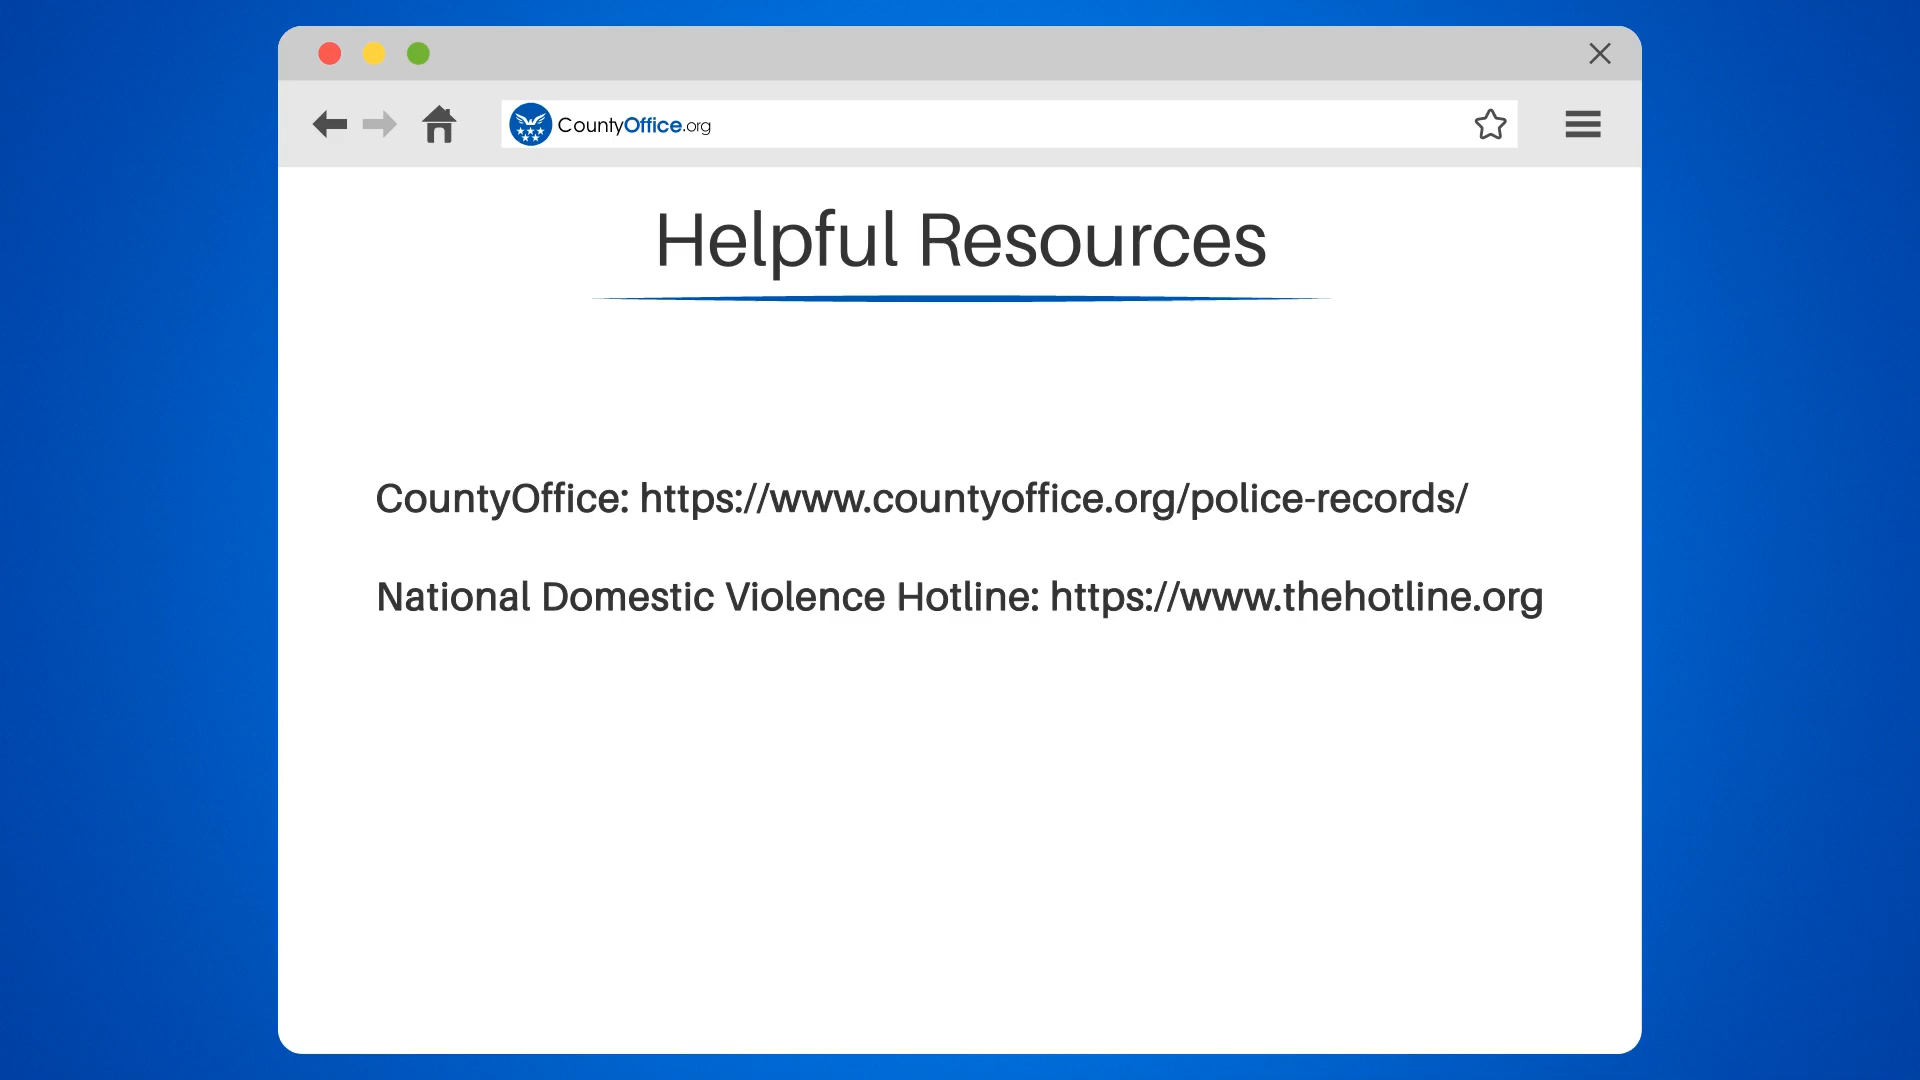 CountyOffice.org
Helpful Resources
CountyOffice: https://www.countyoffice.org/police-records/
National Domestic Violence Hotline: https://www.thehotline.org